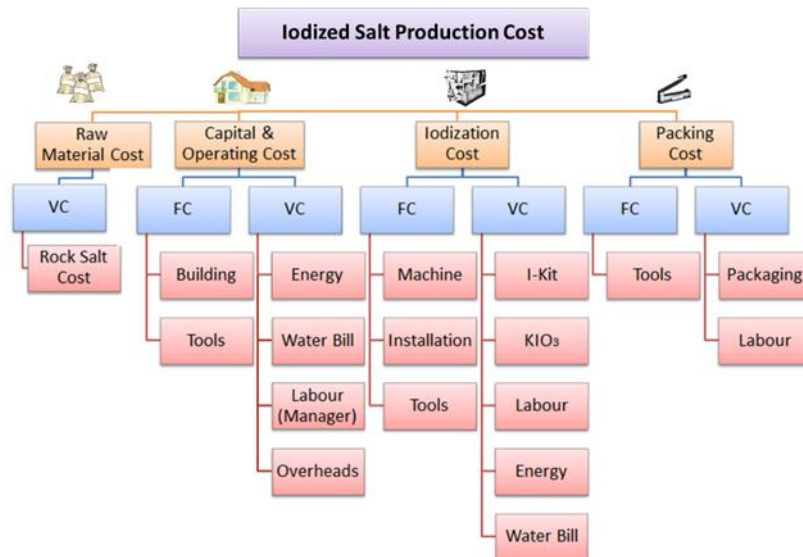 Iodized Salt Production Cost
Raw
Material Cost
Capital &
Operating Cost
Iodization
Cost
Packing
Cost
VC
FC
VC
FC
VC
FC
VC
Rock Salt
Cost
Building
Energy
Machine
I-Kit
Tools
Packaging
Tools
Water Bill
Installation
KIO₃
Labour
Labour
(Manager)
Tools
Labour
Overheads
Energy
Water Bill